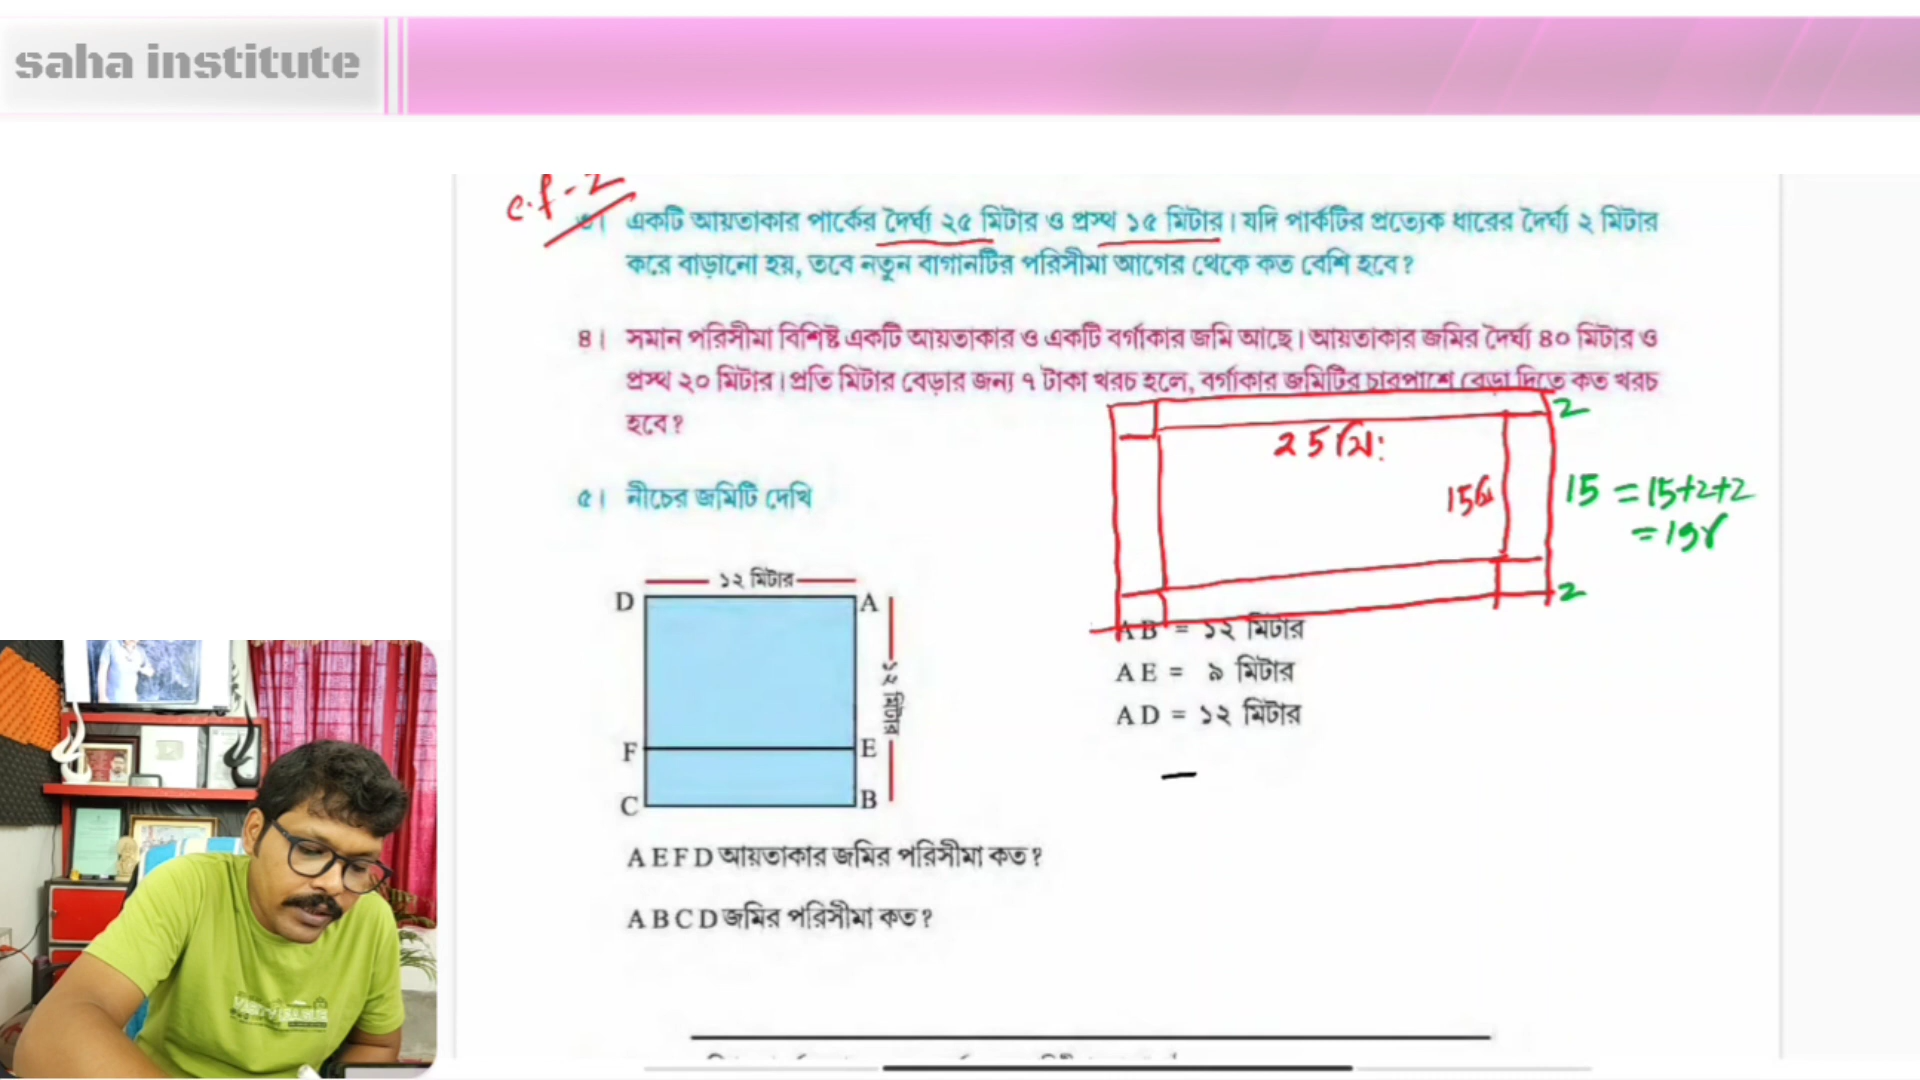 saha institute
c.f-2
৩। একটি আয়তাকার পার্কের দৈর্ঘ্য ২৫ মিটার ও প্রস্থ ১৫ মিটার। যদি পার্কটির প্রত্যেক ধারের দৈর্ঘ্য ২ মিটার
করে বাড়ানো হয়, তবে নতুন বাগানটির পরিসীমা আগের থেকে কত বেশি হবে?
৪। সমান পরিসীমা বিশিষ্ট একটি আয়তাকার ও একটি বর্গাকার জমি আছে। আয়তাকার জমির দৈর্ঘ্য ৪০ মিটার ও
প্রস্থ ২০ মিটার। প্রতি মিটার বেড়ার জন্য ৭ টাকা খরচ হলে, বর্গাকার জমিটির চারপাশে বেড়া দিতে কত খরচ
হবে?
2
25 মি:
15 = 15+2+2
2
৫। নীচের জমিটি দেখি
১২ মিটার
D
A
১২ মিটার
F
E
C
B
AB = ১২ মিটার
AE = ৯ মিটার
AD = ১২ মিটার
AEFD আয়তাকার জমির পরিসীমা কত?
ABCD জমির পরিসীমা কত?